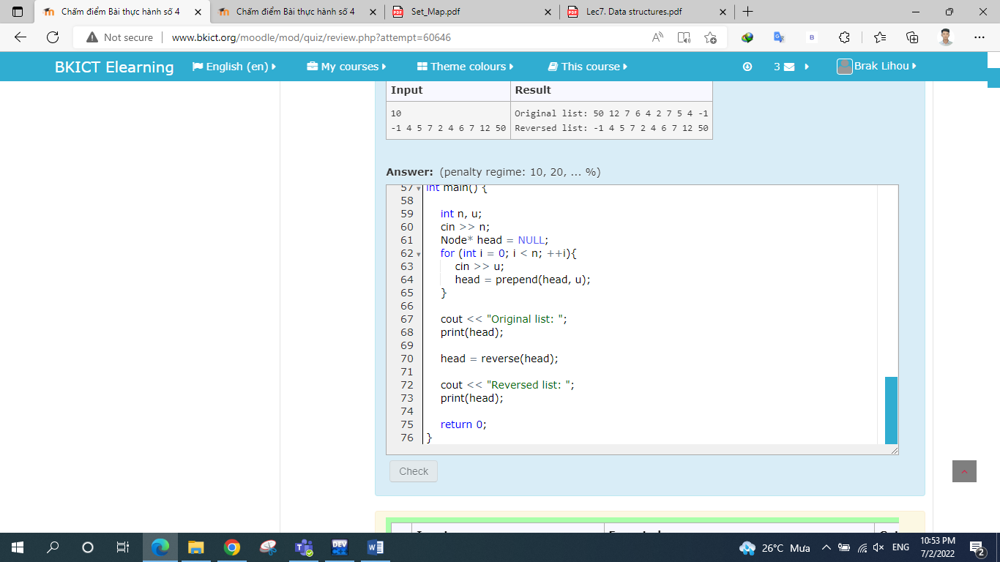 Chấm điểm Bài thực hành số 4
Chấm điểm Bài thực hành số 4
Set_Map.pdf
Lec7. Data structures.pdf
Not secure | www.bkict.org/moodle/mod/quiz/review.php?attempt=60646
BKICT Elearning English (en) My courses Theme colours This course 3 Brak Lihou
Input Result
10 Original list: 50 12 7 6 4 2 7 5 4 -1
-1 4 5 7 2 4 6 7 12 50 Reversed list: -1 4 5 7 2 4 6 7 12 50
Answer: (penalty regime: 10, 20, ... %)
57 int main() {
58
59 int n, u;
60 cin >> n;
61 Node* head = NULL;
62 for (int i = 0; i < n; ++i){
63 cin >> u;
64 head = prepend(head, u);
65 }
66
67 cout << "Original list: ";
68 print(head);
69
70 head = reverse(head);
71
72 cout << "Reversed list: ";
73 print(head);
74
75 return 0;
76 }
Check
26°C Mưa ENG 10:53 PM
7/2/2022
2